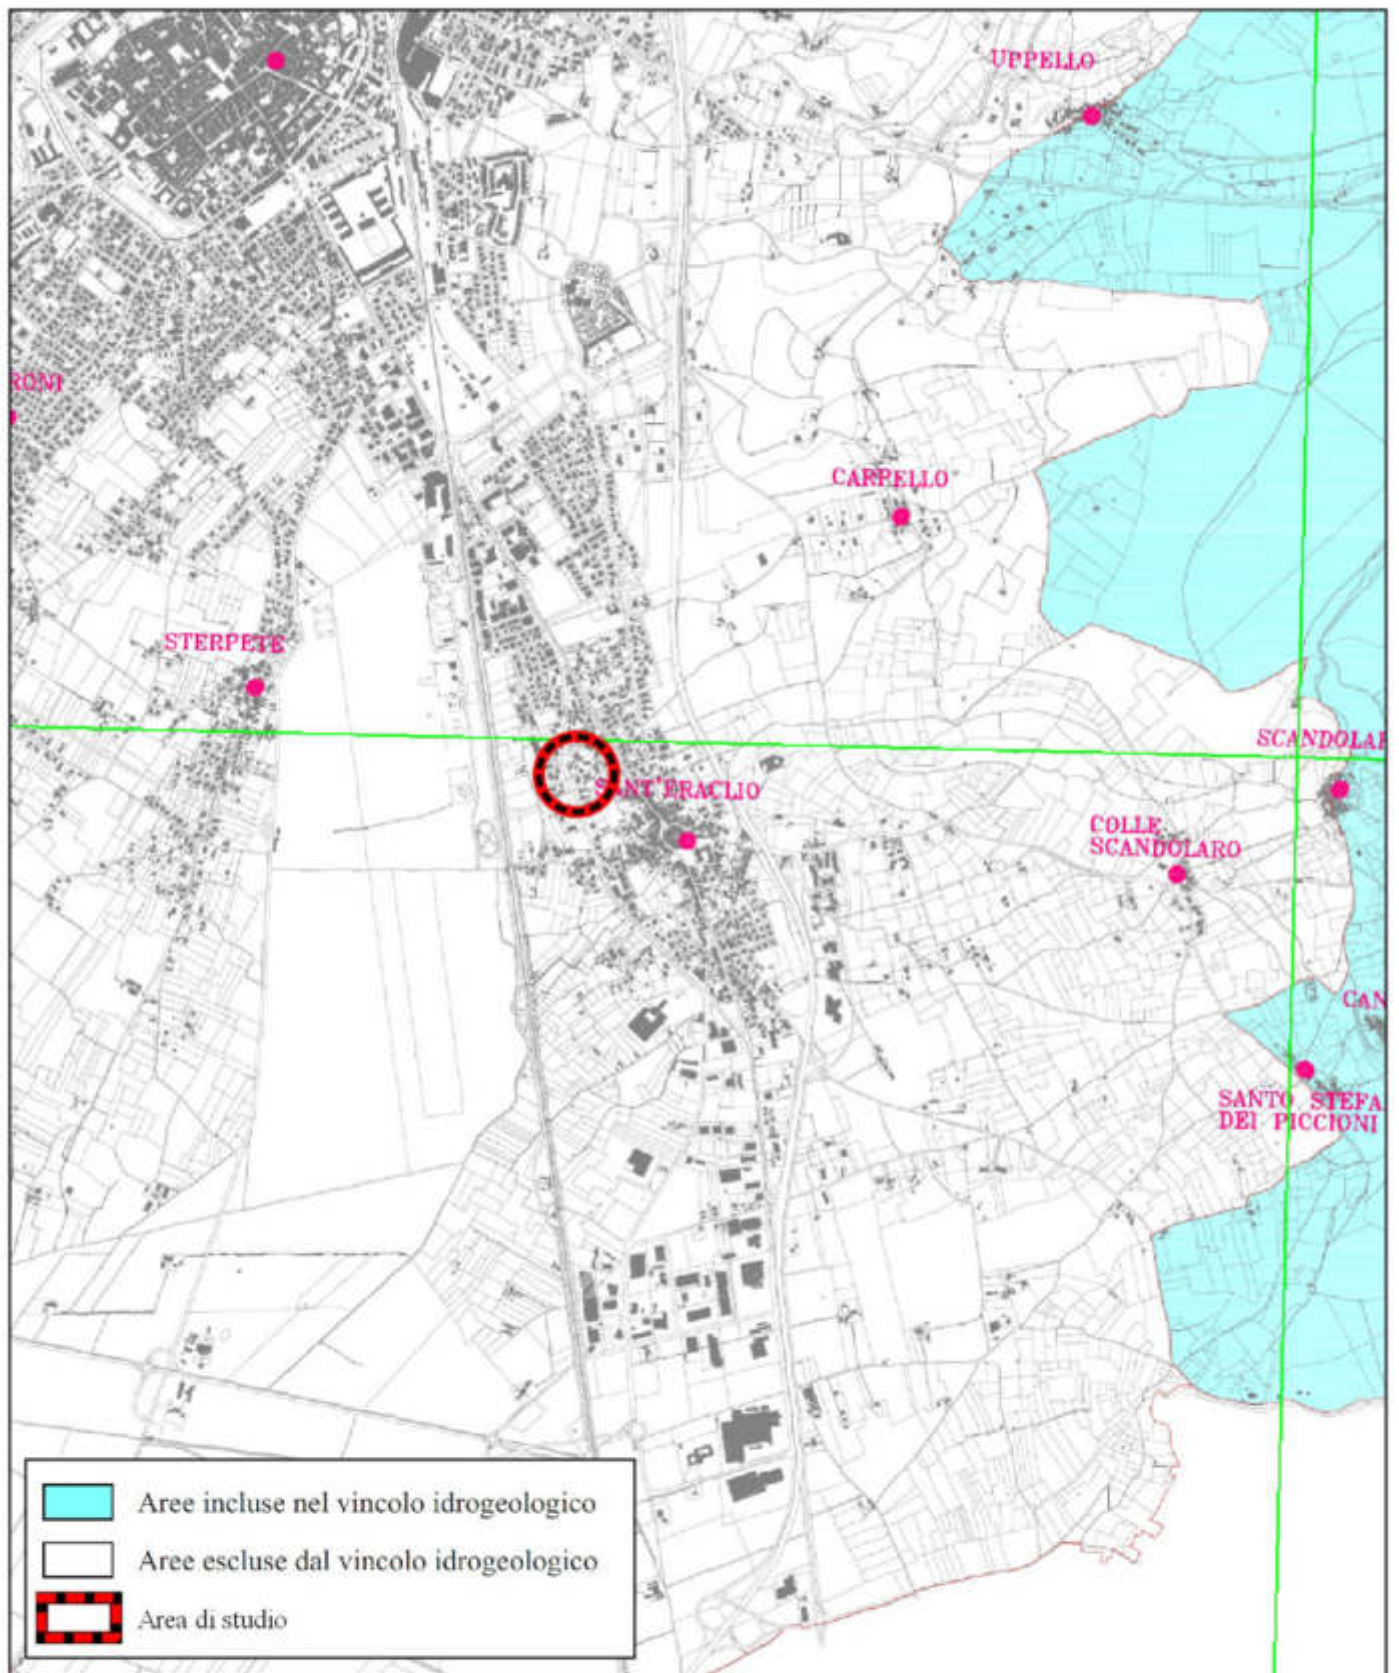 UPPELLO
RONI
CARPELLO
STERPETE
SCANDOLAR
SANT'ERACLIO
COLLE
SCANDOLARO
CAN
SANTO STEFA
DEI PICCIONI
Aree incluse nel vincolo idrogeologico
Aree escluse dal vincolo idrogeologico
Area di studio